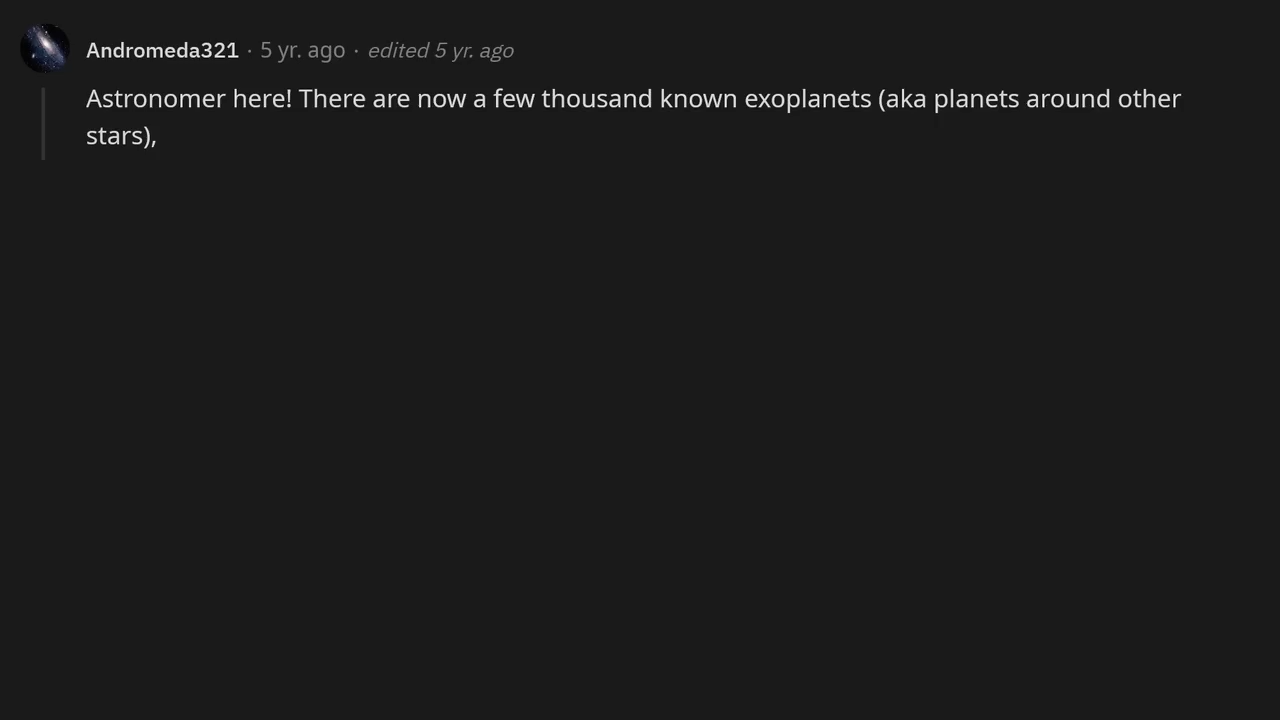 Andromeda321 · 5 yr. ago · edited 5 yr. ago
Astronomer here! There are now a few thousand known exoplanets (aka planets around other
stars),